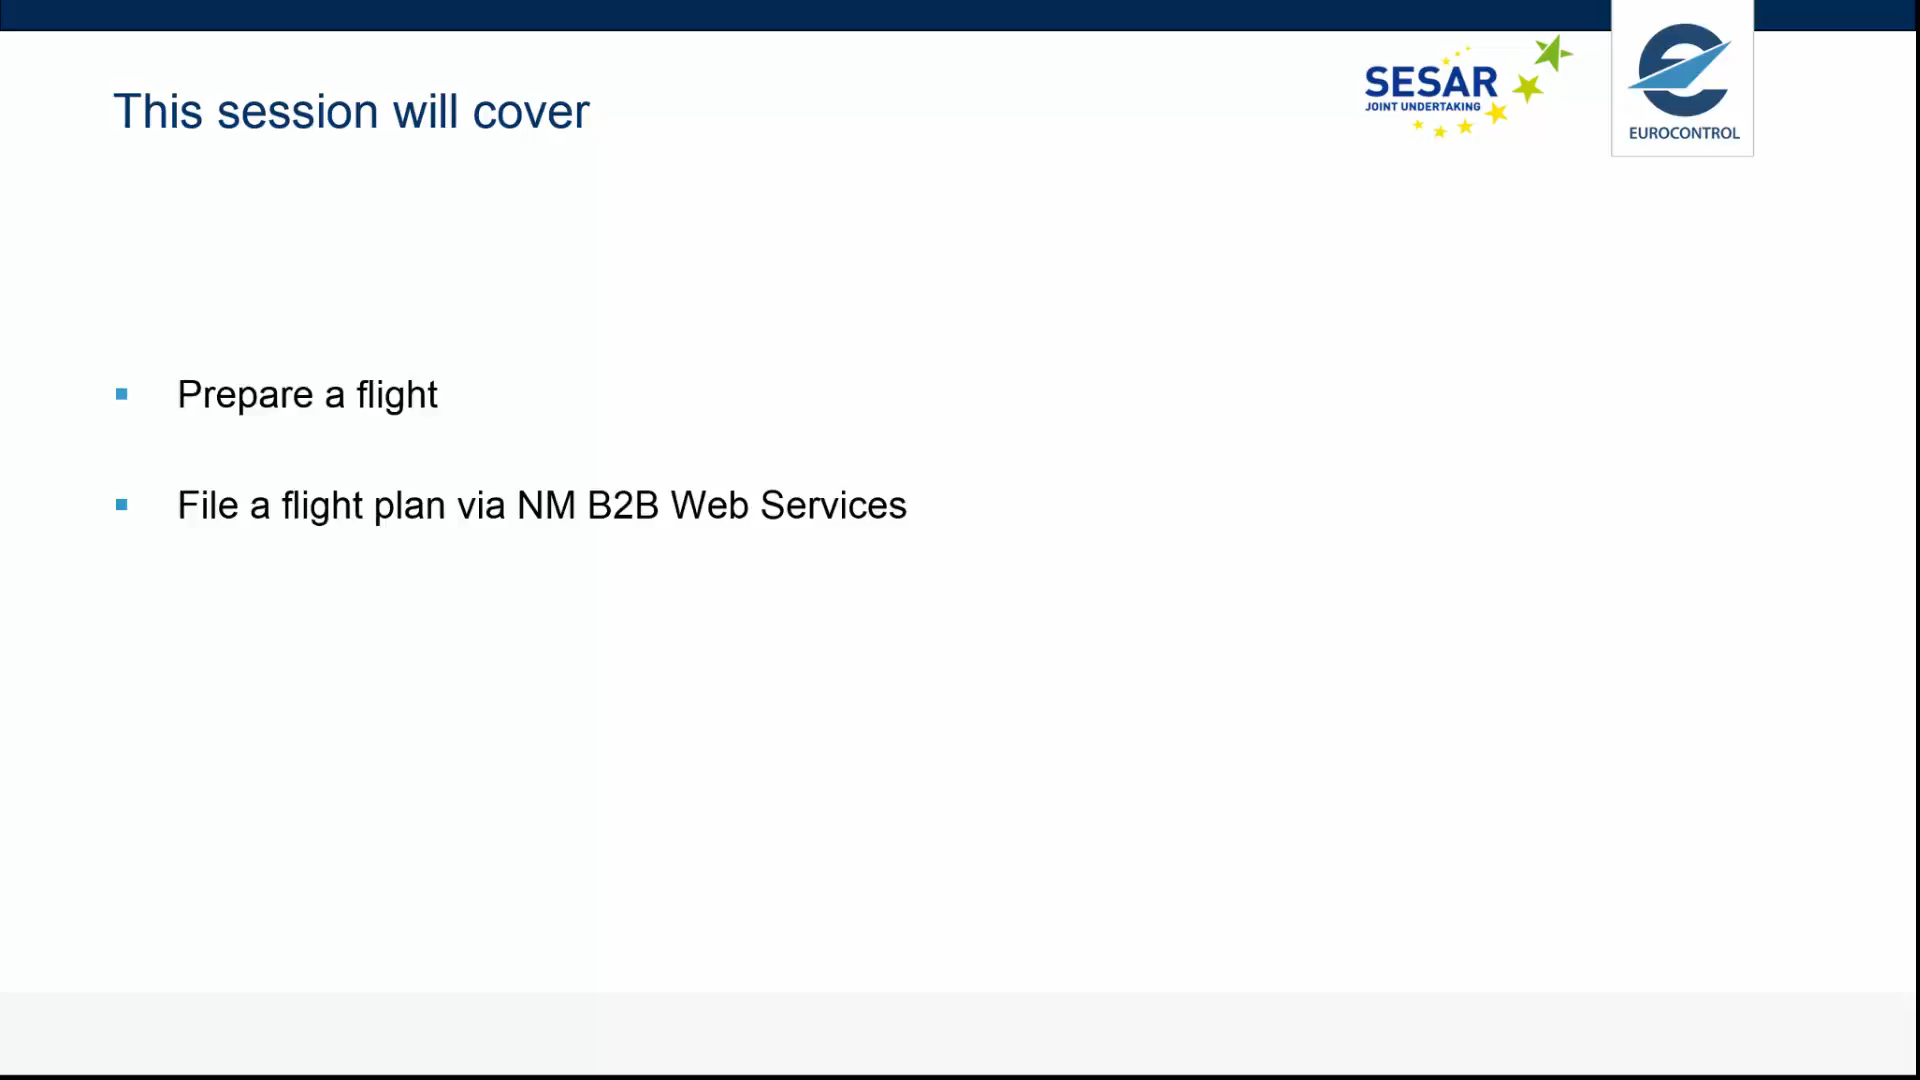 This session will cover
SESAR
JOINT UNDERTAKING
EUROCONTROL
Prepare a flight
File a flight plan via NM B2B Web Services